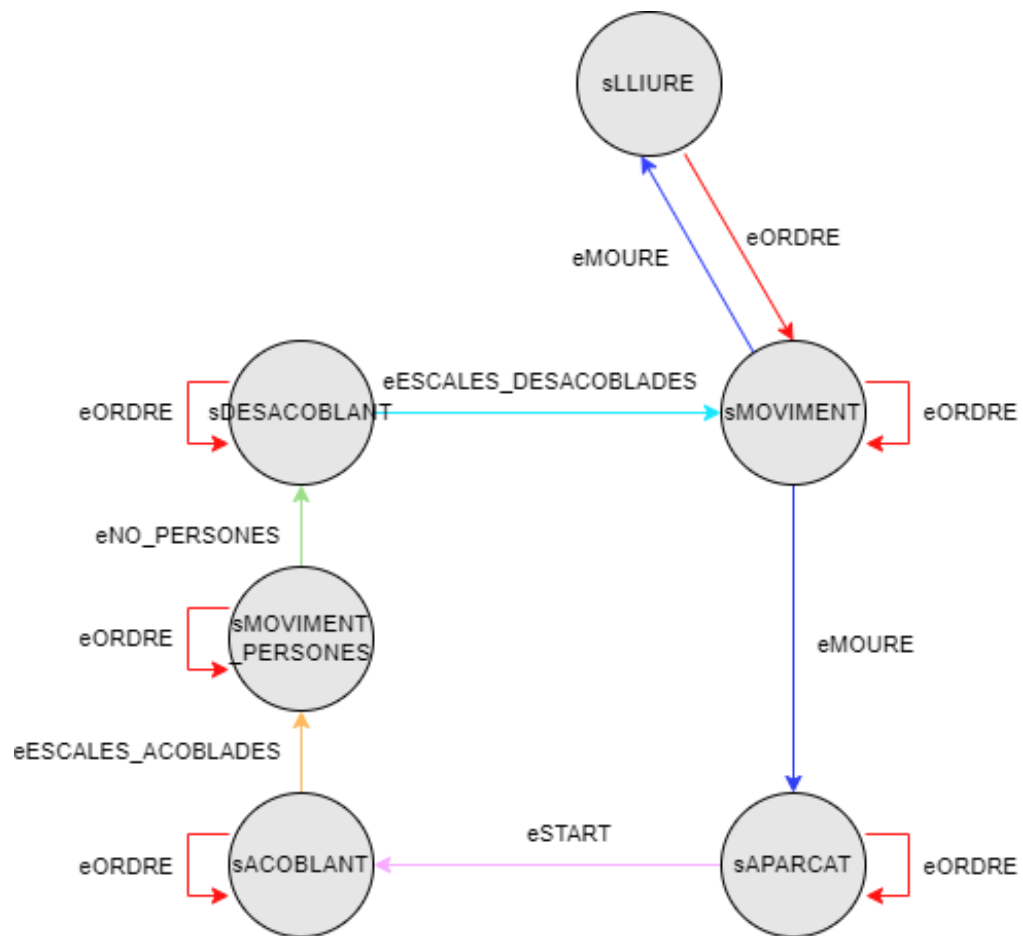 sLLIURE
eORDRE
eMOURE
eESCALES_DESACOBLADES
eORDRE
sDESACOBLANT
sMOVIMENT
eORDRE
eNO_PERSONES
sMOVIMENT
_PERSONES
eORDRE
eMOURE
eESCALES_ACOBLADES
eSTART
eORDRE
sACOBLANT
sAPARCAT
eORDRE